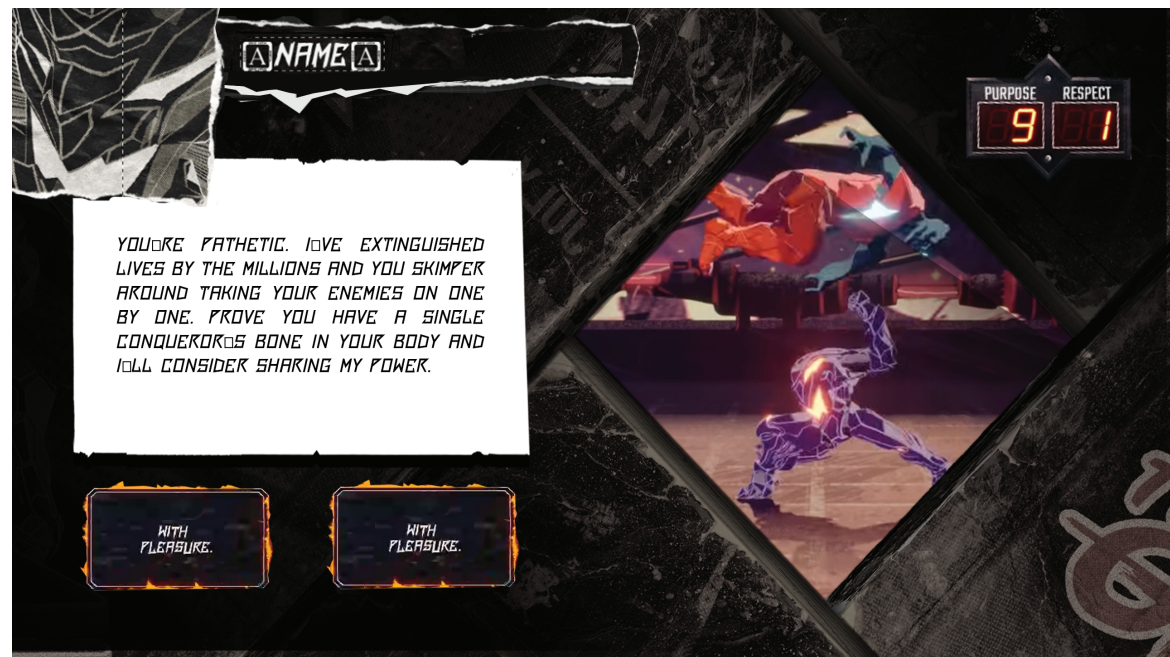 A NAME A
PURPOSE RESPECT
9 1
YOU□RE PATHETIC. I□VE EXTINGUISHED
LIVES BY THE MILLIONS AND YOU SKIMPER
AROUND TAKING YOUR ENEMIES ON ONE
BY ONE. PROVE YOU HAVE A SINGLE
CONQUEROR□S BONE IN YOUR BODY AND
I□LL CONSIDER SHARING MY POWER.
WITH
PLEASURE.
WITH
PLEASURE.